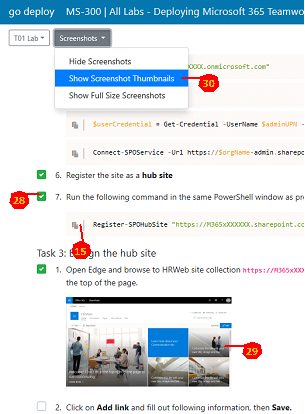 go deploy MS-300 | All Labs - Deploying Microsoft 365 Teamwo
T01 Lab Screenshots
Hide Screenshots
XXXX.onmicrosoft.com"
Show Screenshot Thumbnails
30
Show Full Size Screenshots
$userCredential = Get-Credential -UserName $adminUPN -
Connect-SPOService -Url https://$orgName-admin.sharepo
6. Register the site as a hub site
28
7. Run the following command in the same PowerShell window as pre
Register-SPOHubSite "https://M365xXXXXXX.sharepoint.co
15
Task 3: the hub site
1. Open Edge and browse to HRWeb site collection https://M365xXXXXX
the top of the page.
29
2. Click on Add link and fill out following information, then Save.